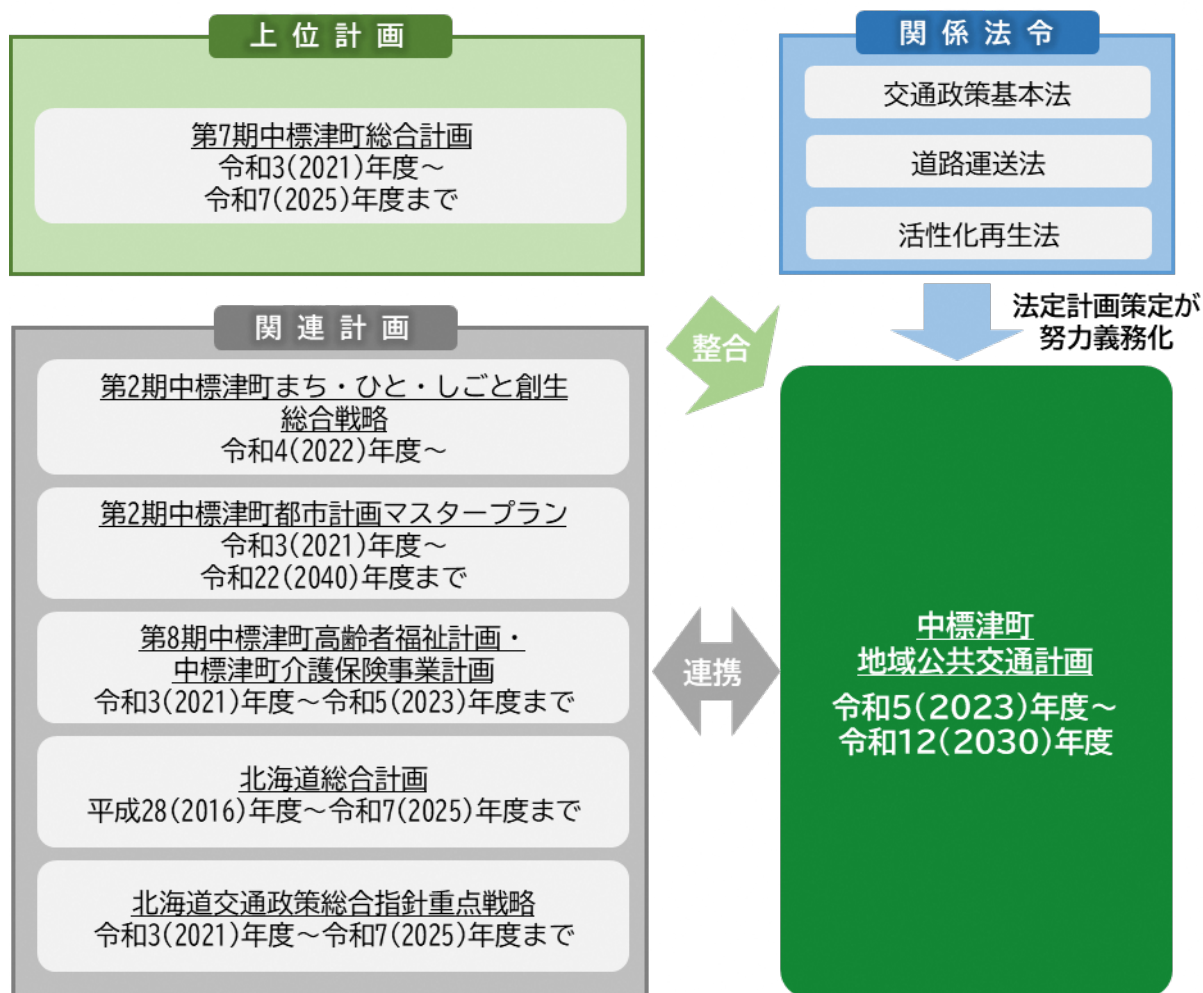 上位計画
第7期中標津町総合計画
令和3(2021)年度～
令和7(2025)年度まで
関係法令
交通政策基本法
道路運送法
活性化再生法
法定計画策定が
努力義務化
整合
関連計画
第2期中標津町まち・ひと・しごと創生
総合戦略
令和4(2022)年度～
第2期中標津町都市計画マスタープラン
令和3(2021)年度～
令和22(2040)年度まで
第8期中標津町高齢者福祉計画・
中標津町介護保険事業計画
令和3(2021)年度～令和5(2023)年度まで
北海道総合計画
平成28(2016)年度～令和7(2025)年度まで
北海道交通政策総合指針重点戦略
令和3(2021)年度～令和7(2025)年度まで
連携
中標津町
地域公共交通計画
令和5(2023)年度～
令和12(2030)年度